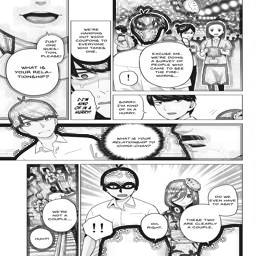 EXCUSE ME.
WE'RE DOING A
SURVEY OF
PEOPLE WHO
CAME TO SEE
THE FIRE-
WORKS.
!
SORRY.
I'M KIND
OF IN A
HURRY.
WE'RE
HANDING
OUT
COUPONS TO
EVERYONE
WHO TAKES
ONE.
I'M
KIND OF
IN A
HURRY.
JUST
ONE
QUES-
TION,
PLEASE!
WHAT IS
YOUR RELA-
TIONSHIP?
WHAT IS YOUR
RELATIONSHIP TO
DO WE
EVEN HAVE
TO ASK?
THESE TWO
ARE CLEARLY
A COUPLE.
RIGHT.
!!
WE'RE
NOT A
COUPLE..
HUH?